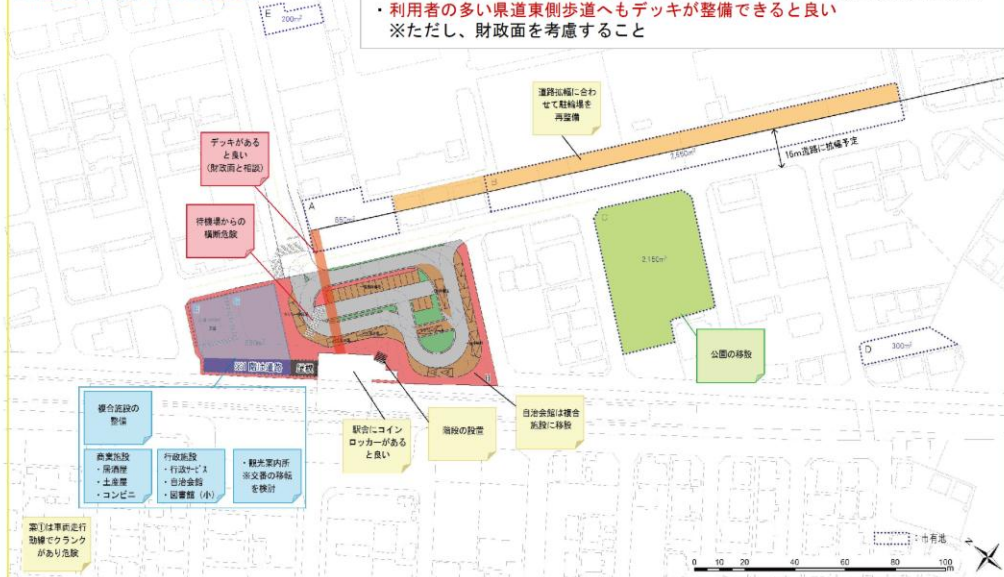 ・利用者の多い県道東側歩道へもデッキが整備できると良い
※ただし、財政面を考慮すること
E
200m²
道路拡幅に合
わせて駐輪場を
再整備
デッキがある
と良い
(財政面と相談)
16m道路に拡幅予定
B
A
待機場からの
横断危険
C
2,150m²
公園の移設
D
300m²
複合施設の
整備
商業施設
・居酒屋
・土産屋
・コンビニ
行政施設
・行政サービス
・自治会館
・図書館（小）
・観光案内所
※交番の移転
を検討
駅舎にコイン
ロッカーがある
と良い
階段の設置
自治会館は複合
施設に移設
案①は車両走行
動線でクランク
があり危険
：市有地
N
0 10 20 40 60 80 100
m